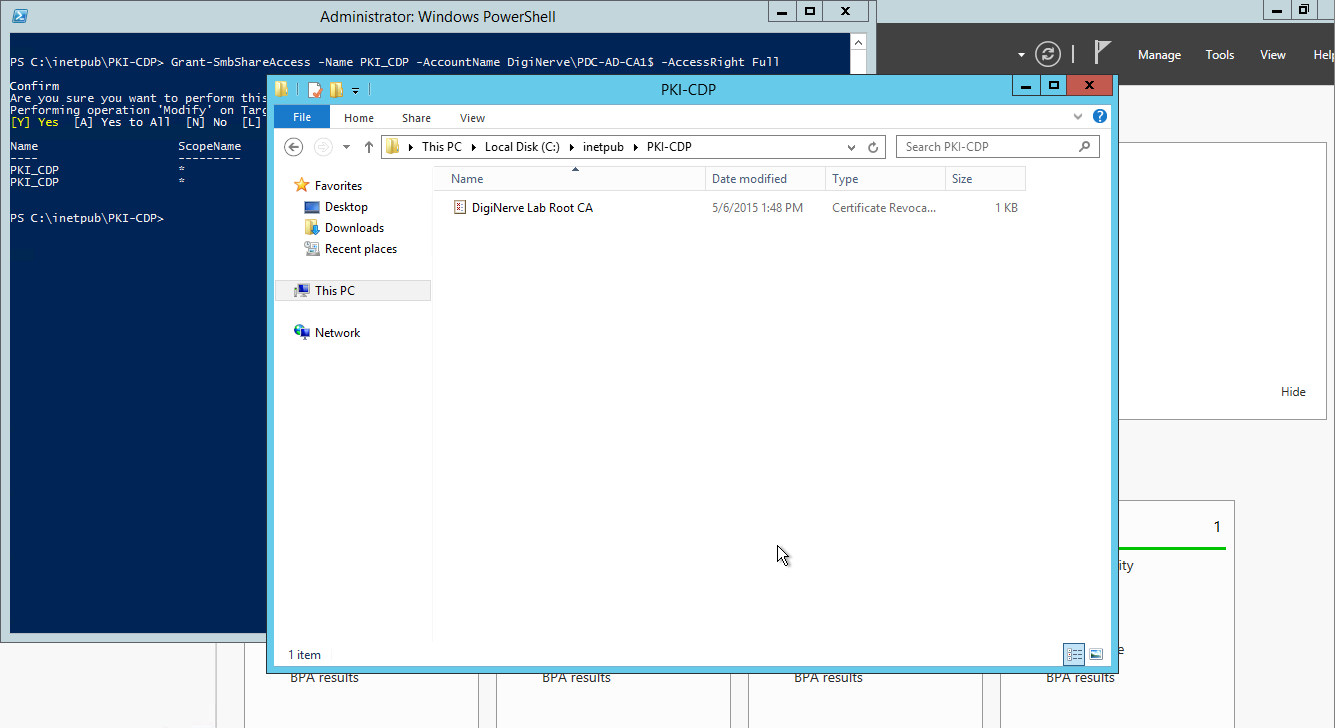 Administrator: Windows PowerShell
PS C:\inetpub\PKI-CDP> Grant-SmbShareAccess -Name PKI_CDP -AccountName DigiNerve\PDC-AD-CA1$ -AccessRight Full
Manage Tools View Help
Confirm
Are you sure you want to perform this
Performing operation 'Modify' on Targ
[Y] Yes [A] Yes to All [N] No [L]
Name ScopeName
---- ---------
PKI_CDP *
PKI_CDP *
PS C:\inetpub\PKI-CDP>
PKI-CDP
File Home Share View
This PC Local Disk (C:) inetpub PKI-CDP Search PKI-CDP
Favorites
Desktop
Downloads
Recent places
This PC
Network
Name Date modified Type Size
DigiNerve Lab Root CA 5/6/2015 1:48 PM Certificate Revoca... 1 KB
1 item
Hide
1
ity
e
BPA results BPA results BPA results BPA results